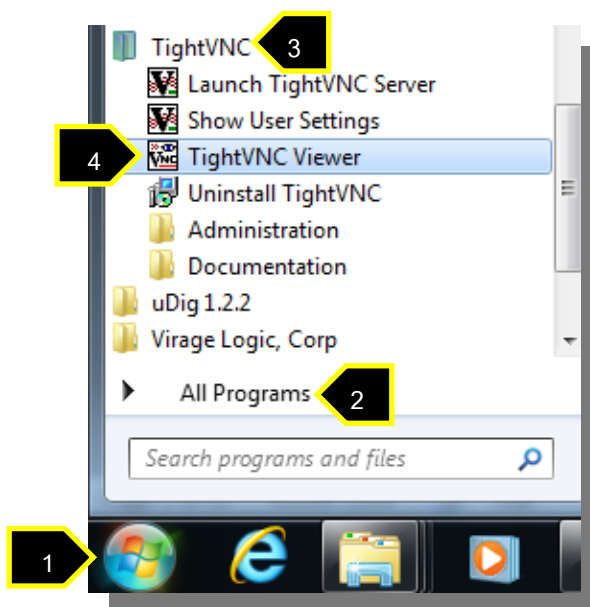 TightVNC 3
Launch TightVNC Server
Show User Settings
4 TightVNC Viewer
Uninstall TightVNC
Administration
Documentation
uDig 1.2.2
Virage Logic, Corp
All Programs 2
Search programs and files
1